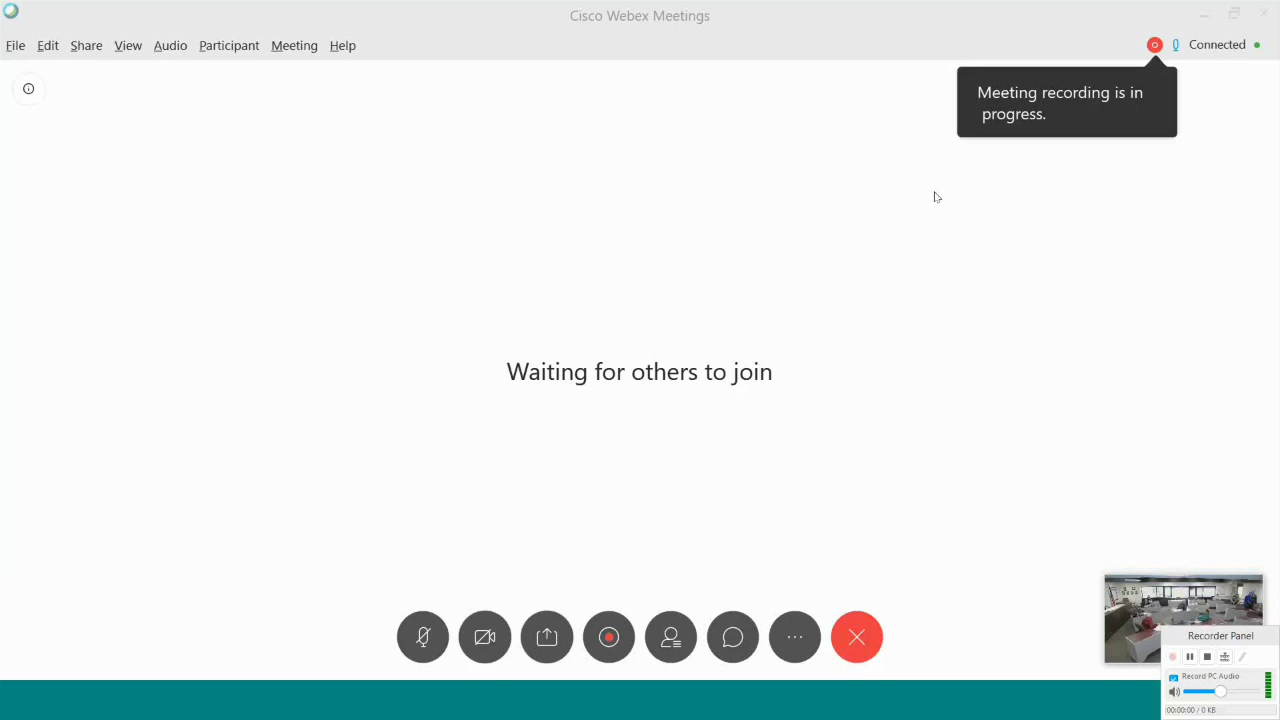 Cisco Webex Meetings
File Edit Share View Audio Participant Meeting Help
Connected
Meeting recording is in
progress.
Waiting for others to join
Recorder Panel
Record PC Audio
00:00:00 / 0 KB